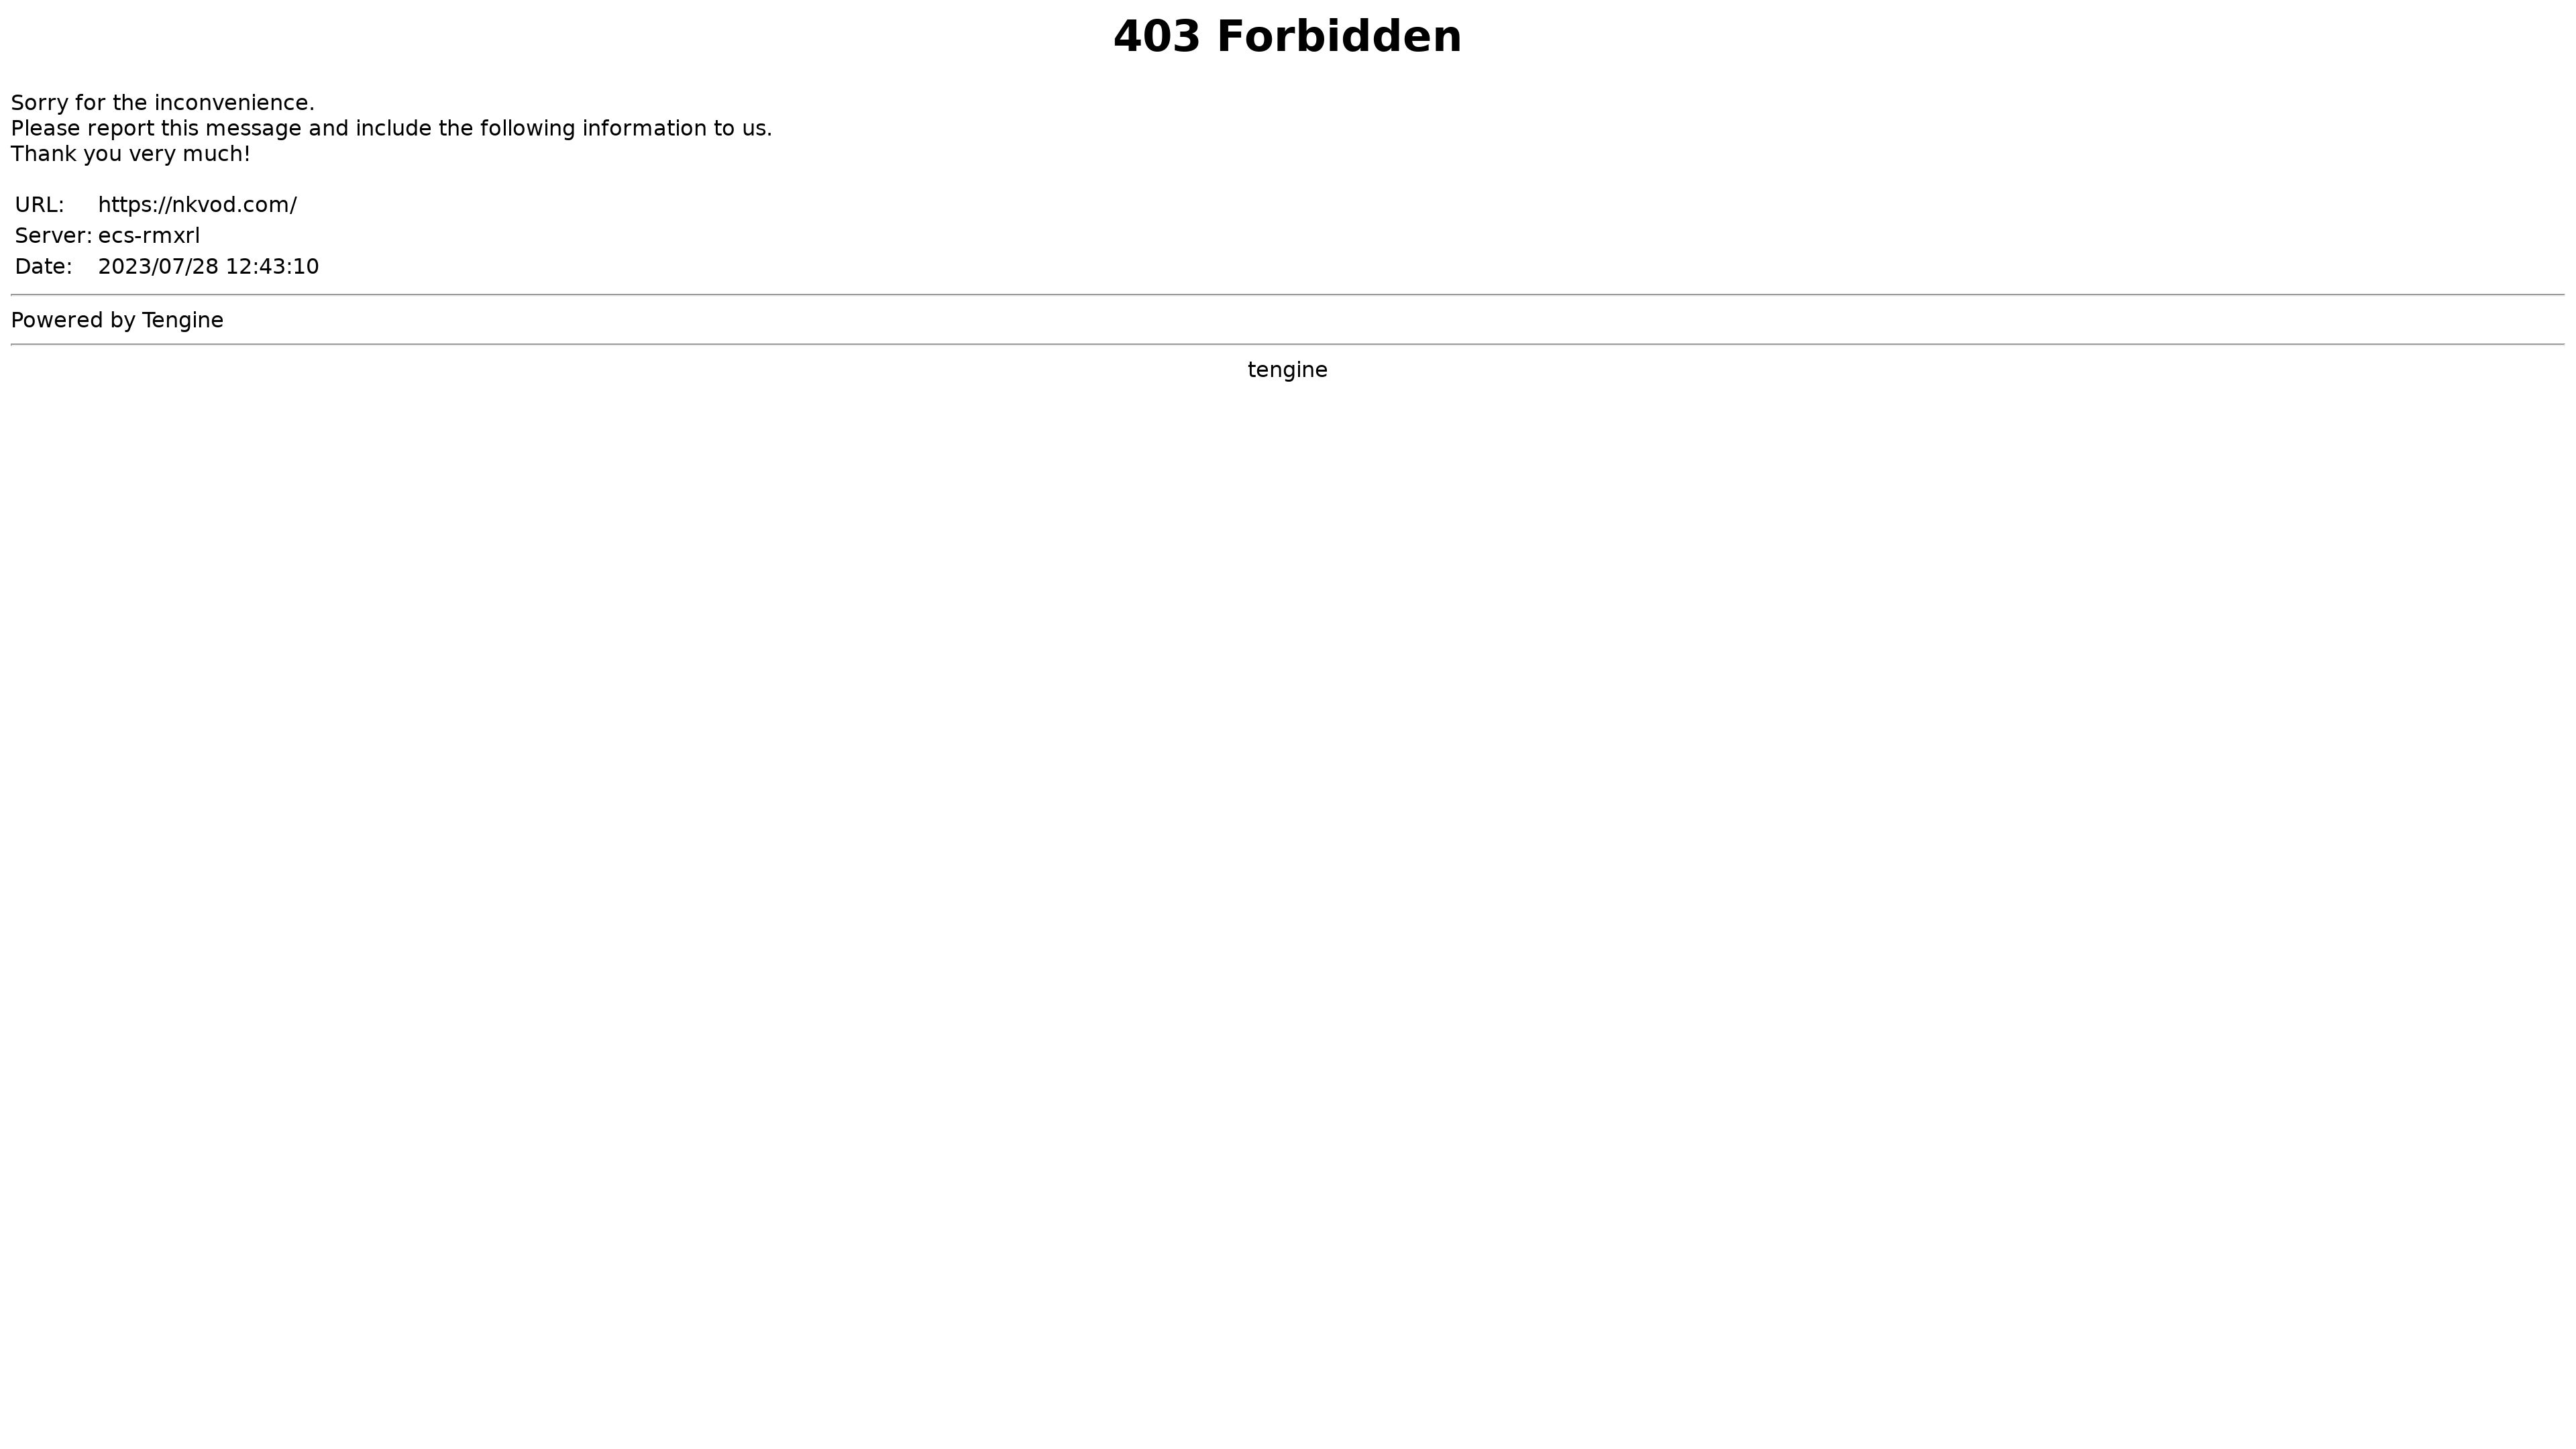 403 Forbidden
Sorry for the inconvenience.
Please report this message and include the following information to us.
Thank you very much!
URL: https://nkvod.com/
Server: ecs-rmxrl
Date: 2023/07/28 12:43:10
Powered by Tengine
tengine